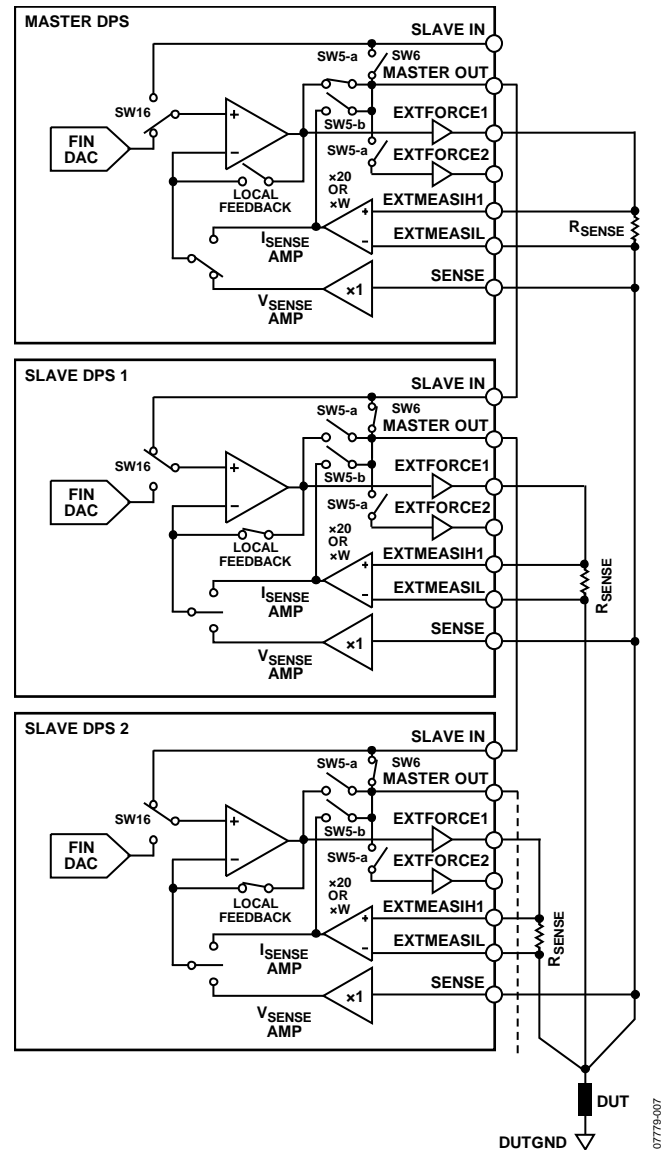 MASTER DPS
SLAVE IN
SW5-a
SW6
MASTER OUT
SW16
EXTFORCE1
FIN
DAC
SW5-b
SW5-a
EXTFORCE2
LOCAL
FEEDBACK
×20
OR
×W
EXTMEASIH1
RSENSE
ISENSE
AMP
EXTMEASIL
SENSE
VSENSE
AMP
×1
SLAVE DPS 1
SLAVE IN
SW5-a
SW6
MASTER OUT
SW16
EXTFORCE1
FIN
DAC
SW5-b
SW5-a
EXTFORCE2
LOCAL
FEEDBACK
×20
OR
×W
EXTMEASIH1
RSENSE
ISENSE
AMP
EXTMEASIL
SENSE
VSENSE
AMP
×1
SLAVE DPS 2
SLAVE IN
SW5-a
SW6
MASTER OUT
SW16
EXTFORCE1
FIN
DAC
SW5-b
SW5-a
EXTFORCE2
LOCAL
FEEDBACK
×20
OR
×W
EXTMEASIH1
RSENSE
ISENSE
AMP
EXTMEASIL
SENSE
VSENSE
AMP
×1
DUT
DUTGND
07779-007